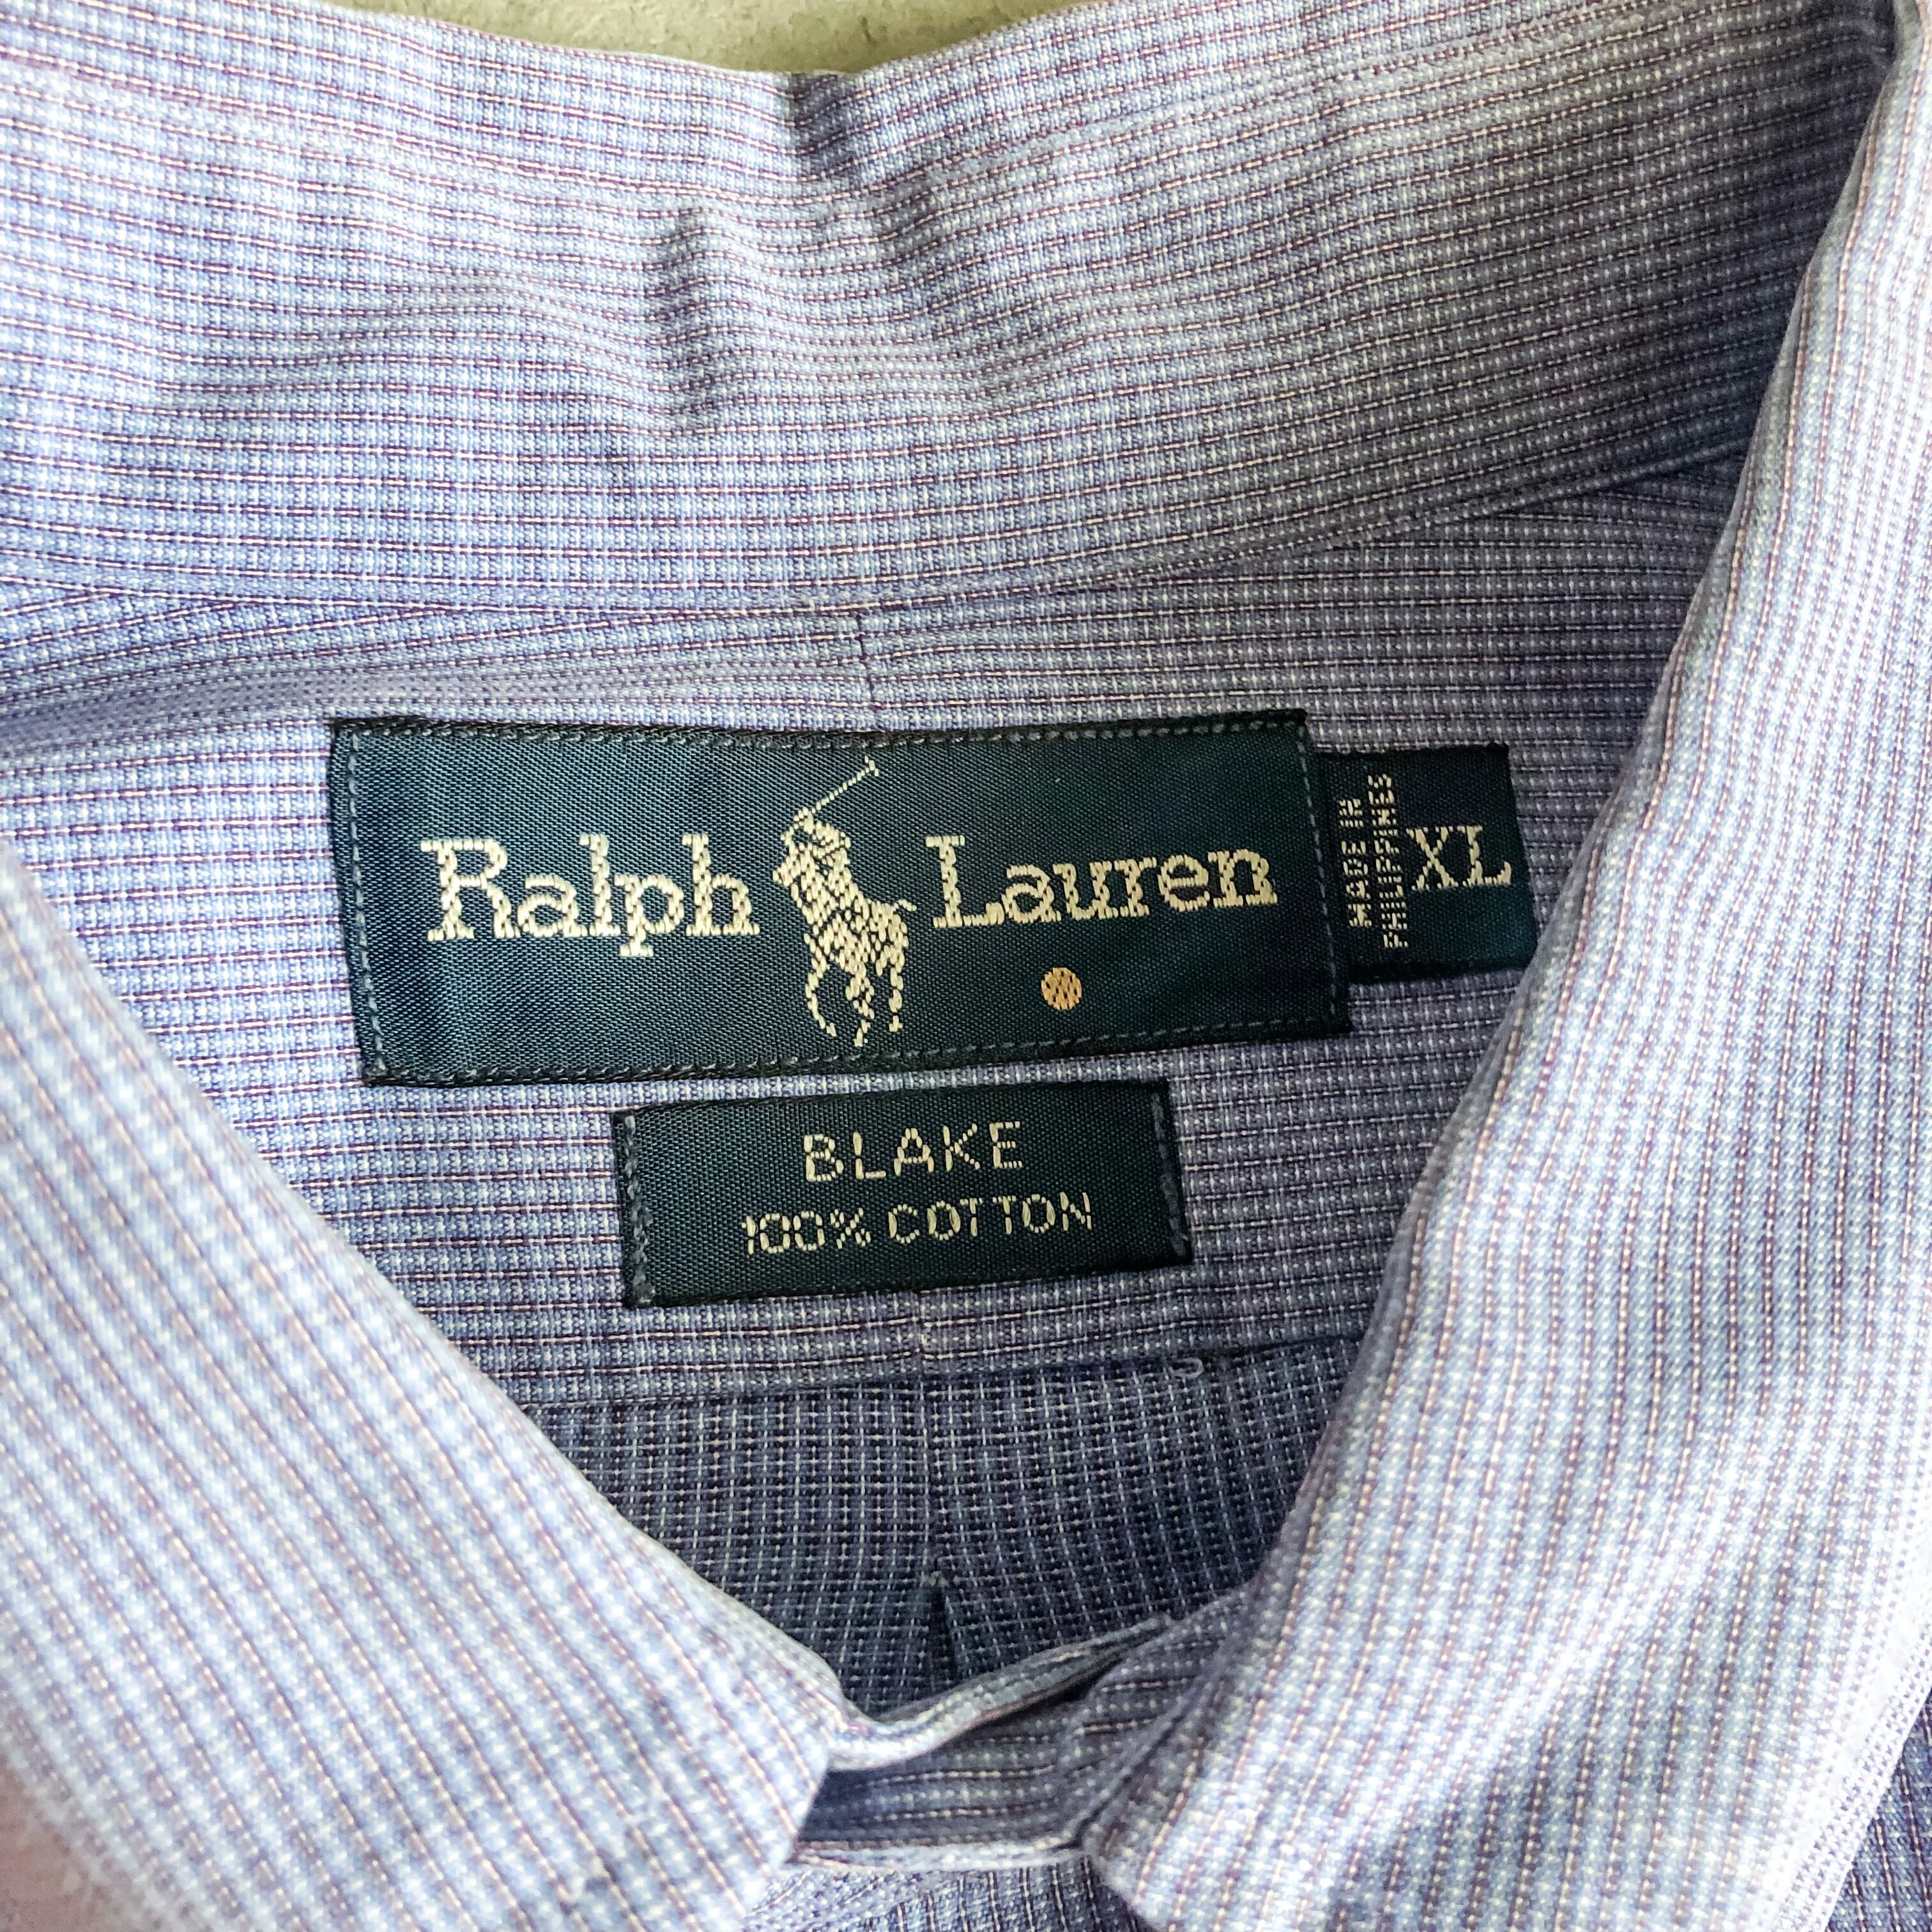 Ralph Lauren
MADE IN
PHILIPPINES
XL
BLAKE
100% COTTON